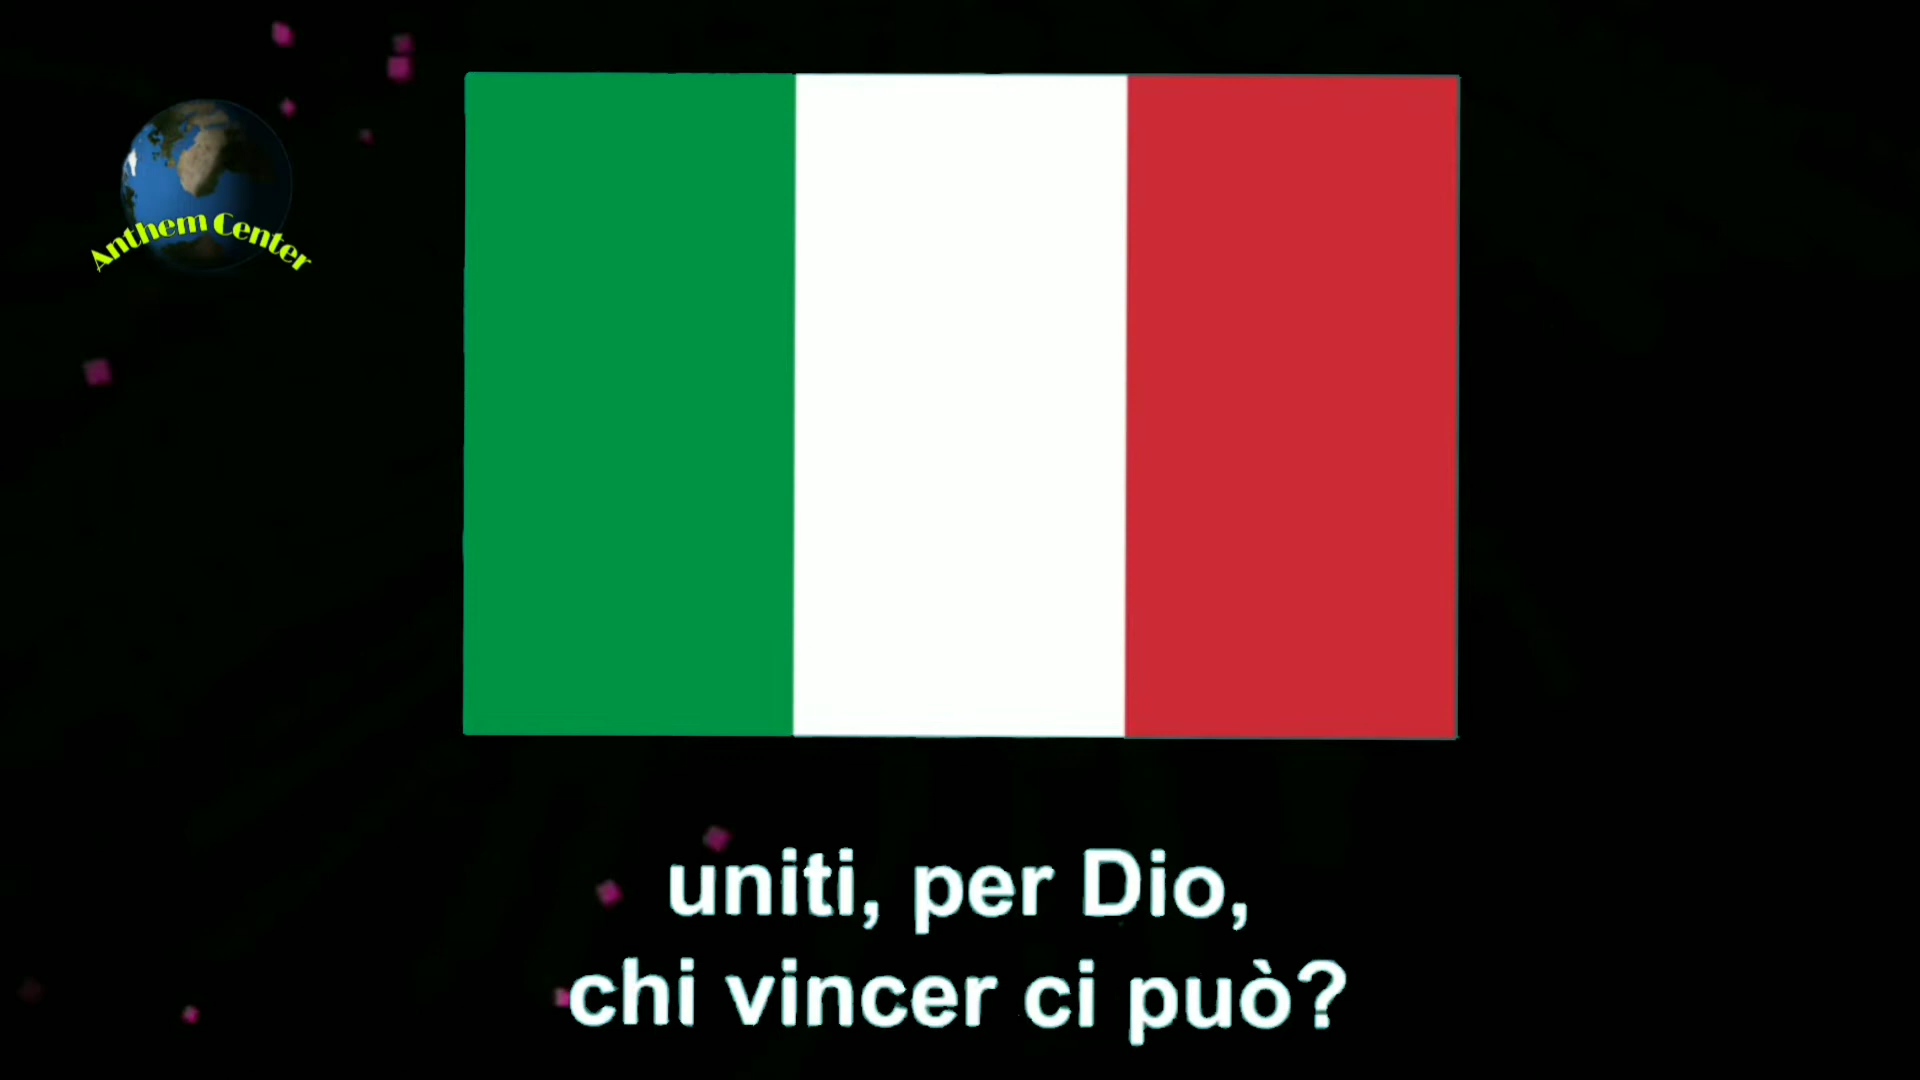 Anthem Center
uniti, per Dio,
chi vincer ci può?